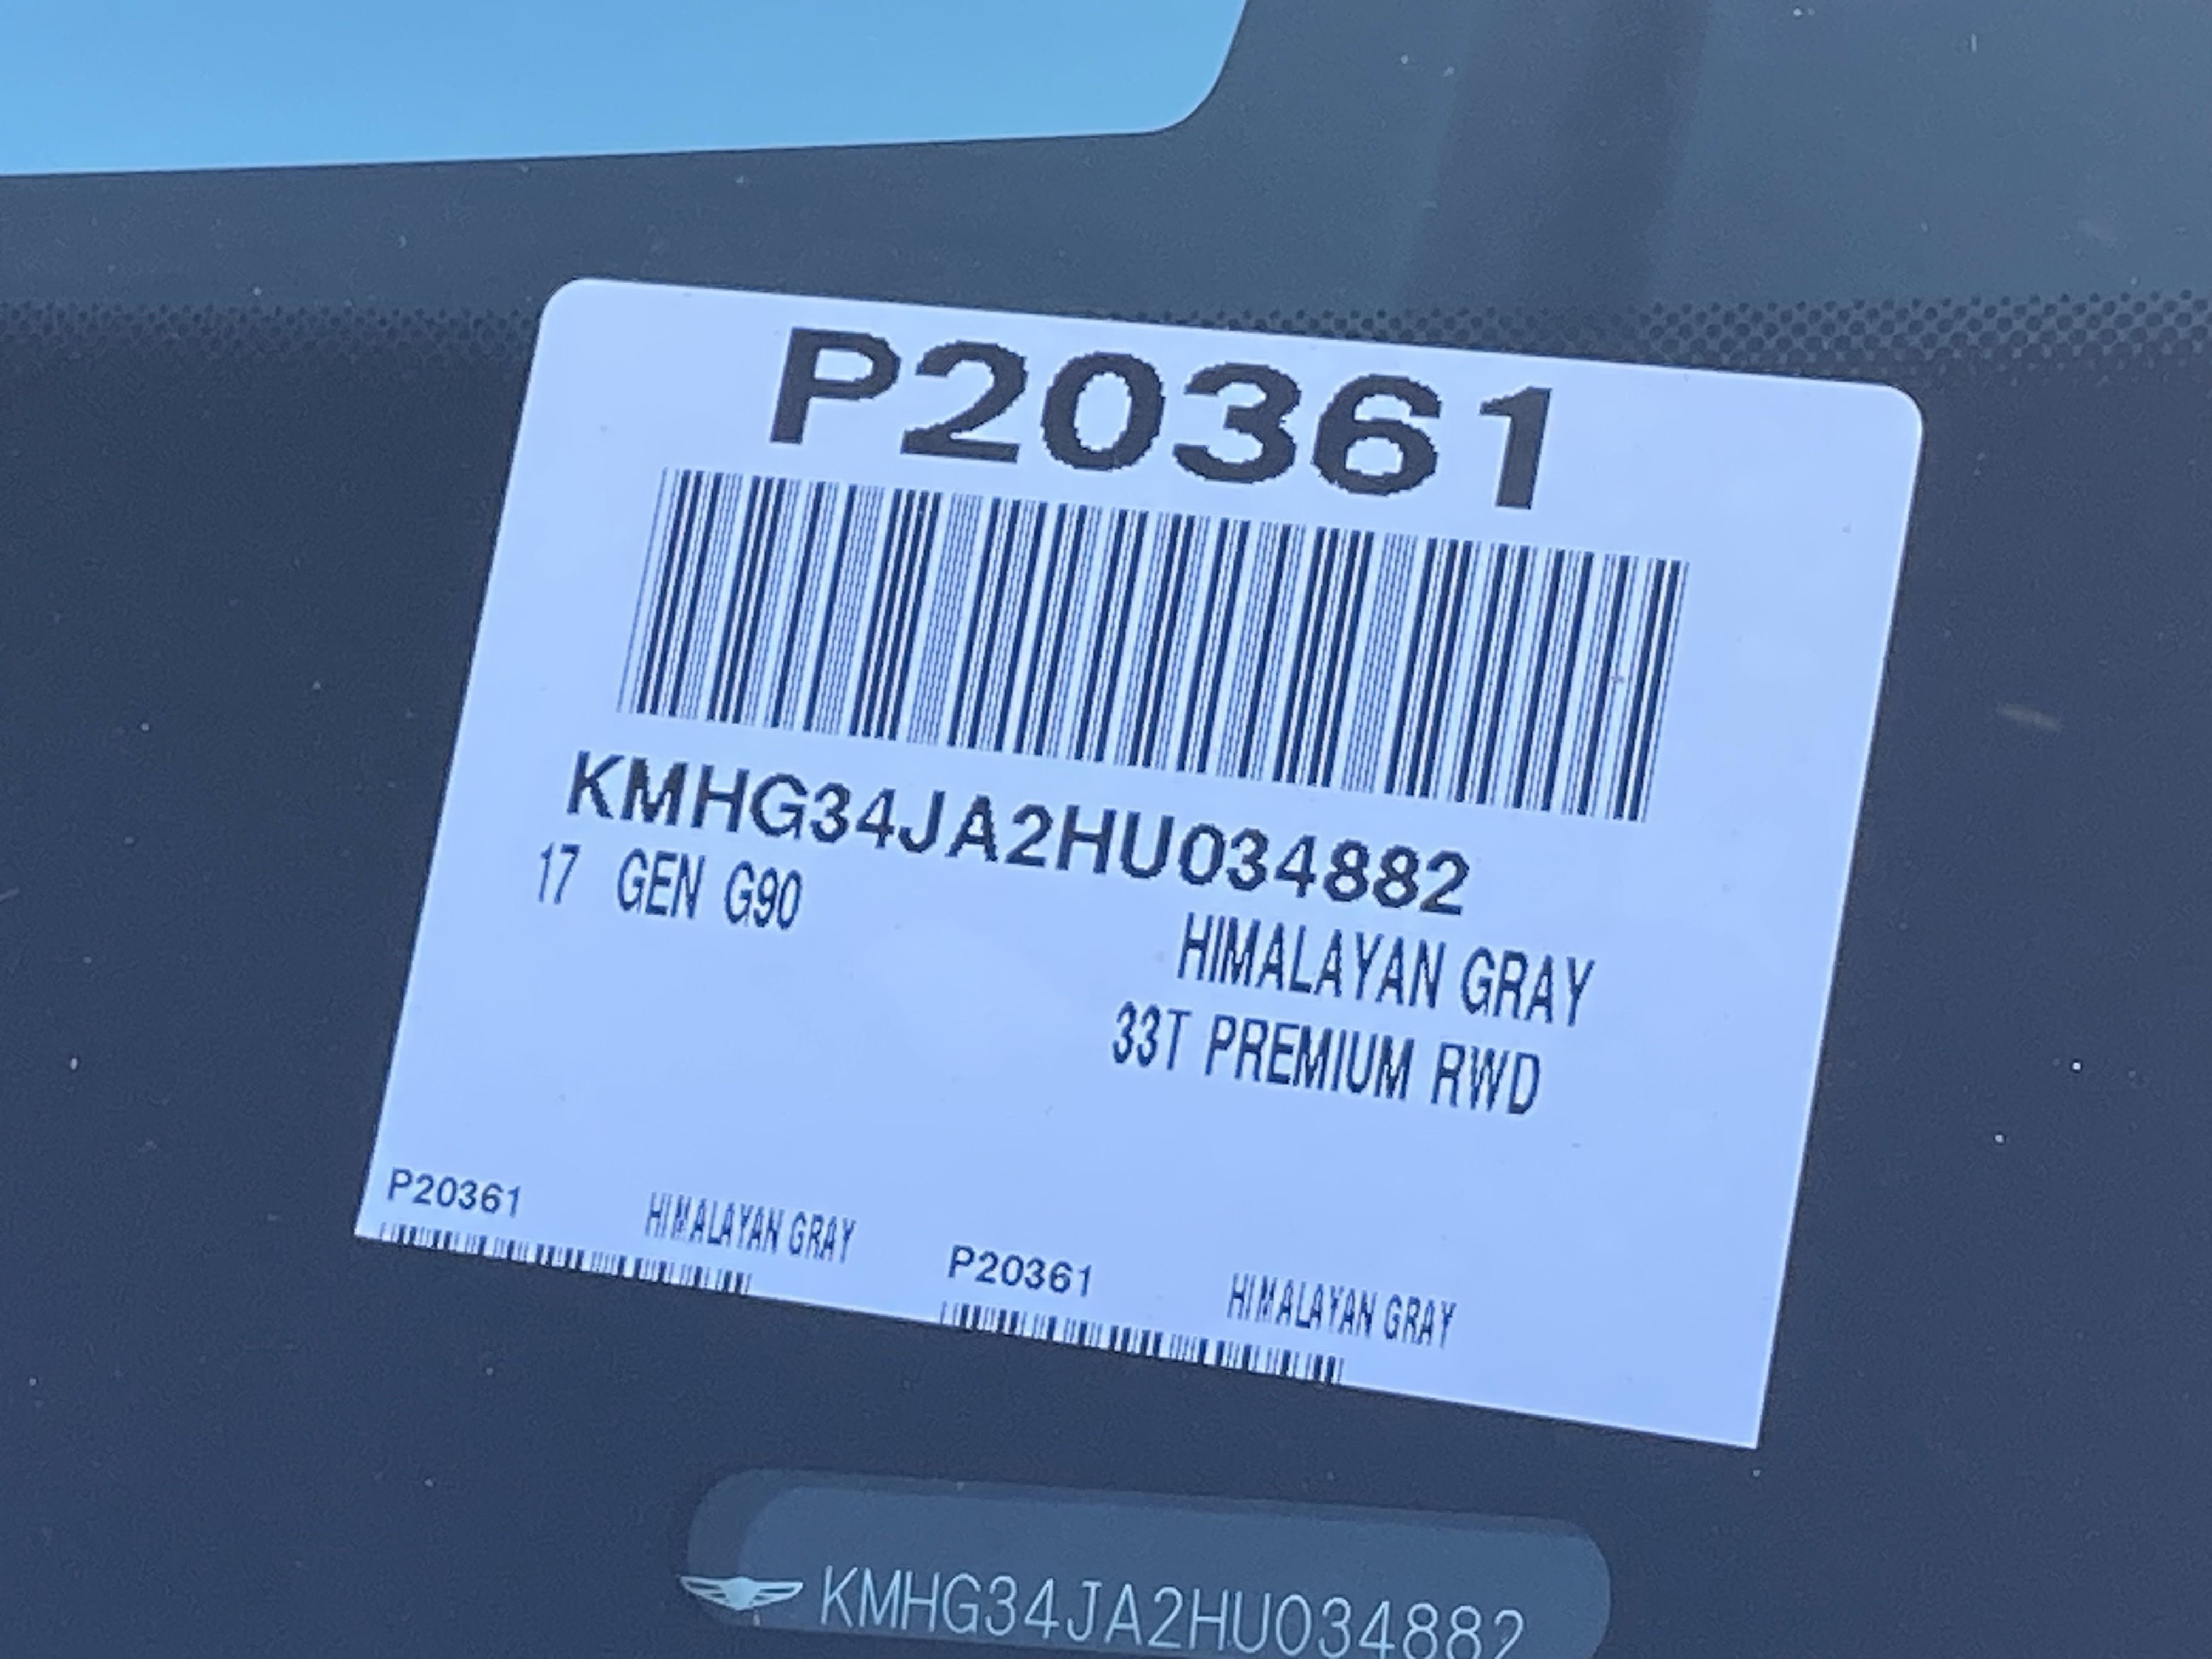 P20361
KMHG34JA2HU034882
17 GEN G90
HIMALAYAN GRAY
33T PREMIUM RWD
P20361 HIMALAYAN GRAY P20361 HIMALAYAN GRAY
KMHG34JA2HU034882